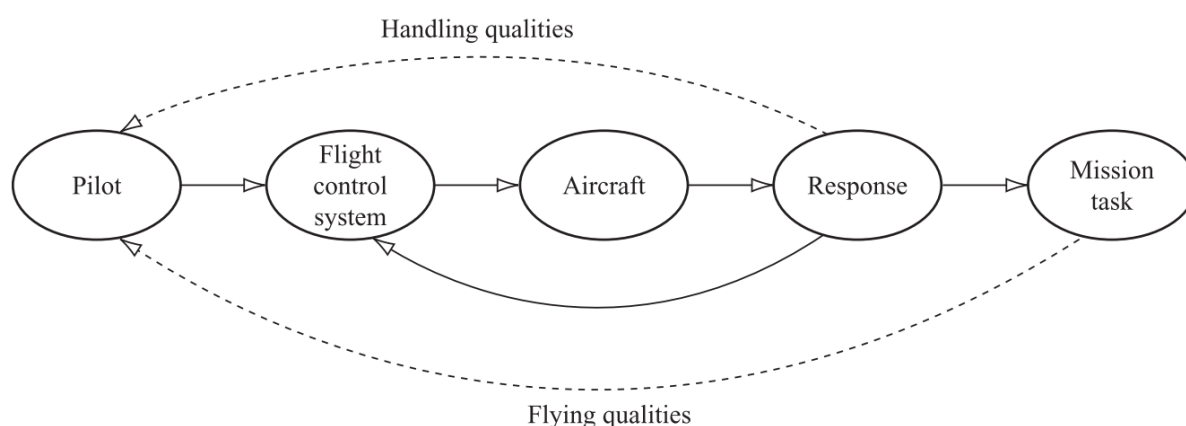 Handling qualities
Pilot
Flight
control
system
Aircraft
Response
Mission
task
Flying qualities